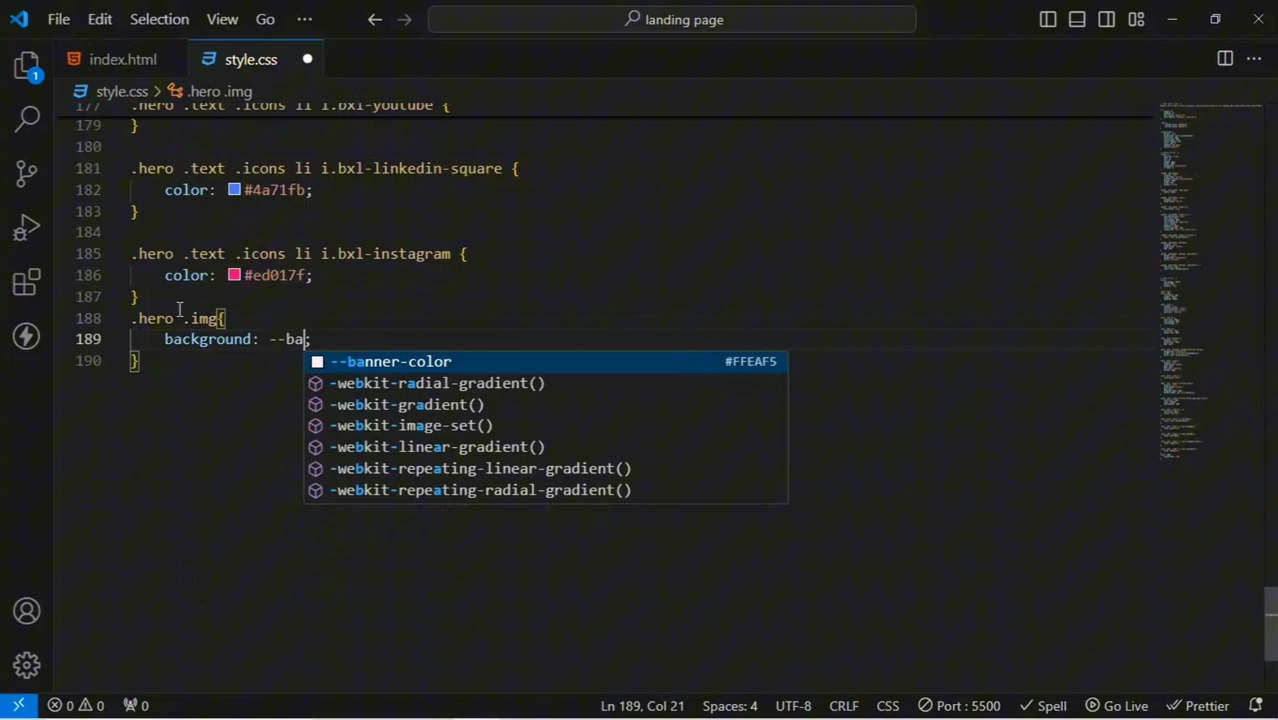 File Edit Selection View Go ··· landing page
index.html style.css
style.css > .hero .img
177 .hero .text .icons li i.bxl-youtube {
179 }
180
181 .hero .text .icons li i.bxl-linkedin-square {
182 color: #4a71fb;
183 }
184
185 .hero .text .icons li i.bxl-instagram {
186 color: #ed017f;
187 }
188 .hero .img{
189 background: --ba;
190 }
--banner-color #FFEAF5
-webkit-radial-gradient()
-webkit-gradient()
-webkit-image-set()
-webkit-linear-gradient()
-webkit-repeating-linear-gradient()
-webkit-repeating-radial-gradient()
1
0 0 0 Ln 189, Col 21 Spaces: 4 UTF-8 CRLF CSS Port : 5500 Spell Go Live Prettier